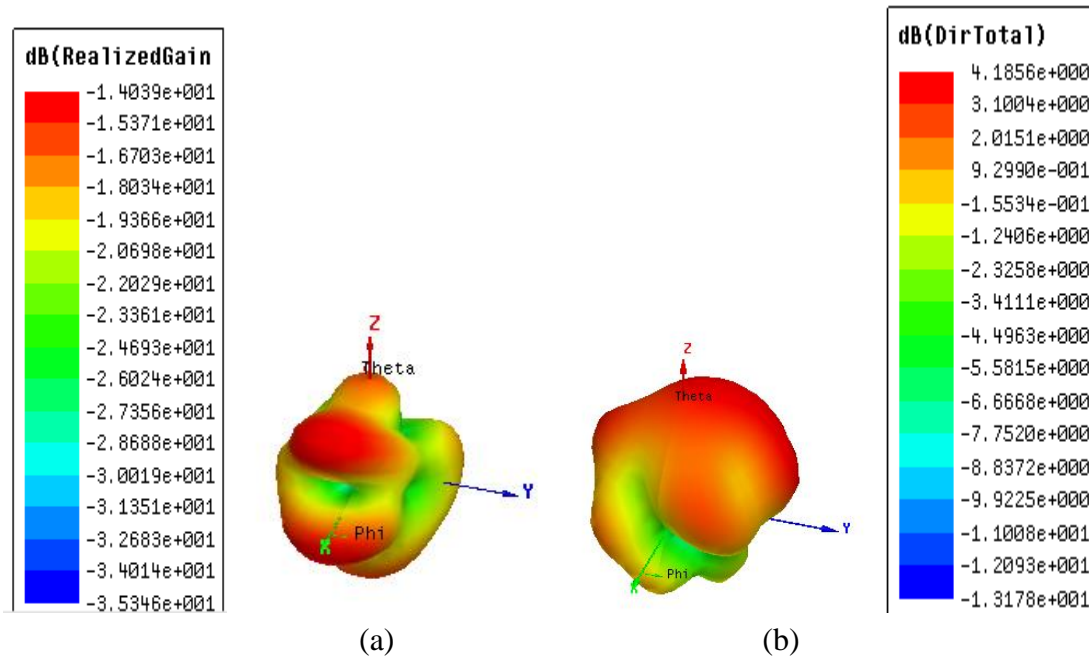 dB(RealizedGain
-1.4039e+001
-1.5371e+001
-1.6703e+001
-1.8034e+001
-1.9366e+001
-2.0698e+001
-2.2029e+001
-2.3361e+001
-2.4693e+001
-2.6024e+001
-2.7356e+001
-2.8688e+001
-3.0019e+001
-3.1351e+001
-3.2683e+001
-3.4014e+001
-3.5346e+001
Z
Theta
Y
Phi
X
(a)
Z
Theta
Y
Phi
X
(b)
dB(DirTotal)
4.1856e+000
3.1004e+000
2.0151e+000
9.2990e-001
-1.5534e-001
-1.2406e+000
-2.3258e+000
-3.4111e+000
-4.4963e+000
-5.5815e+000
-6.6668e+000
-7.7520e+000
-8.8372e+000
-9.9225e+000
-1.1008e+001
-1.2093e+001
-1.3178e+001